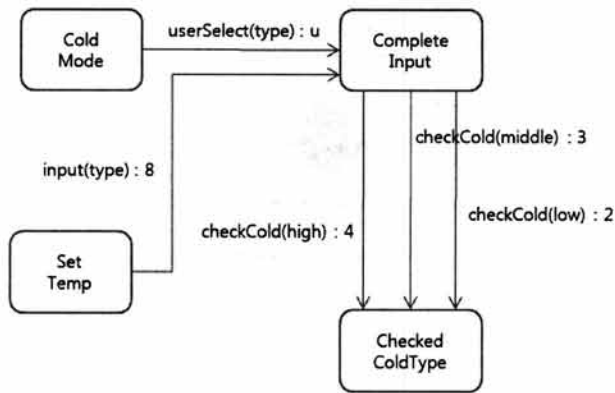 Cold
Mode
userSelect(type) : u
Complete
Input
checkCold(middle) : 3
input(type) : 8
checkCold(low) : 2
checkCold(high) : 4
Set
Temp
Checked
ColdType